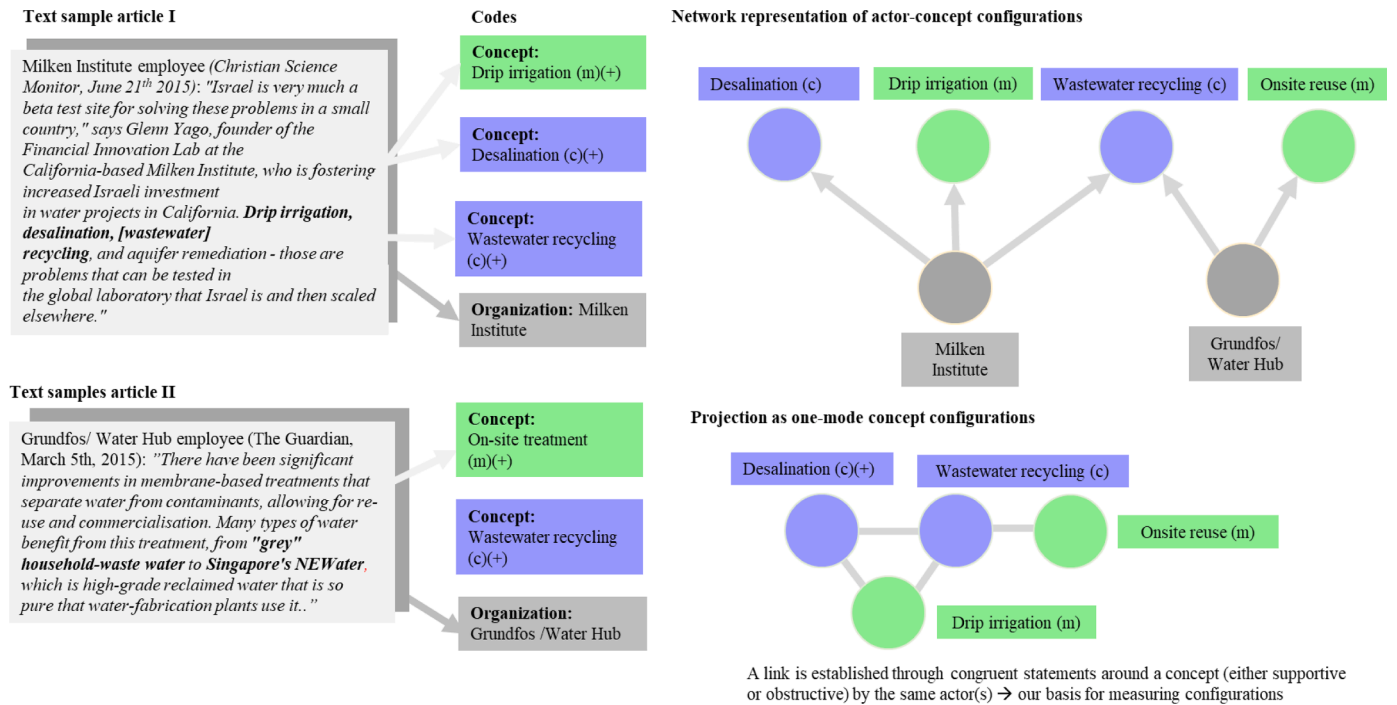 Text sample article I
Milken Institute employee (Christian Science
Monitor, June 21th 2015): "Israel is very much a
beta test site for solving these problems in a small
country," says Glenn Yago, founder of the
Financial Innovation Lab at the
California-based Milken Institute, who is fostering
increased Israeli investment
in water projects in California. Drip irrigation,
desalination, [wastewater]
recycling, and aquifer remediation - those are
problems that can be tested in
the global laboratory that Israel is and then scaled
elsewhere."
Codes
Concept:
Drip irrigation (m)(+)
Concept:
Desalination (c)(+)
Concept:
Wastewater recycling
(c)(+)
Organization: Milken
Institute
Text samples article II
Grundfos/ Water Hub employee (The Guardian,
March 5th, 2015): ”There have been significant
improvements in membrane-based treatments that
separate water from contaminants, allowing for re-
use and commercialisation. Many types of water
benefit from this treatment, from "grey"
household-waste water to Singapore's NEWater,
which is high-grade reclaimed water that is so
pure that water-fabrication plants use it..”
Concept:
On-site treatment
(m)(+)
Concept:
Wastewater recycling
(c)(+)
Organization:
Grundfos /Water Hub
Network representation of actor-concept configurations
Desalination (c)
Drip irrigation (m)
Wastewater recycling (c)
Onsite reuse (m)
Milken
Institute
Grundfos/
Water Hub
Projection as one-mode concept configurations
Desalination (c)(+)
Wastewater recycling (c)
Onsite reuse (m)
Drip irrigation (m)
A link is established through congruent statements around a concept (either supportive
or obstructive) by the same actor(s) → our basis for measuring configurations